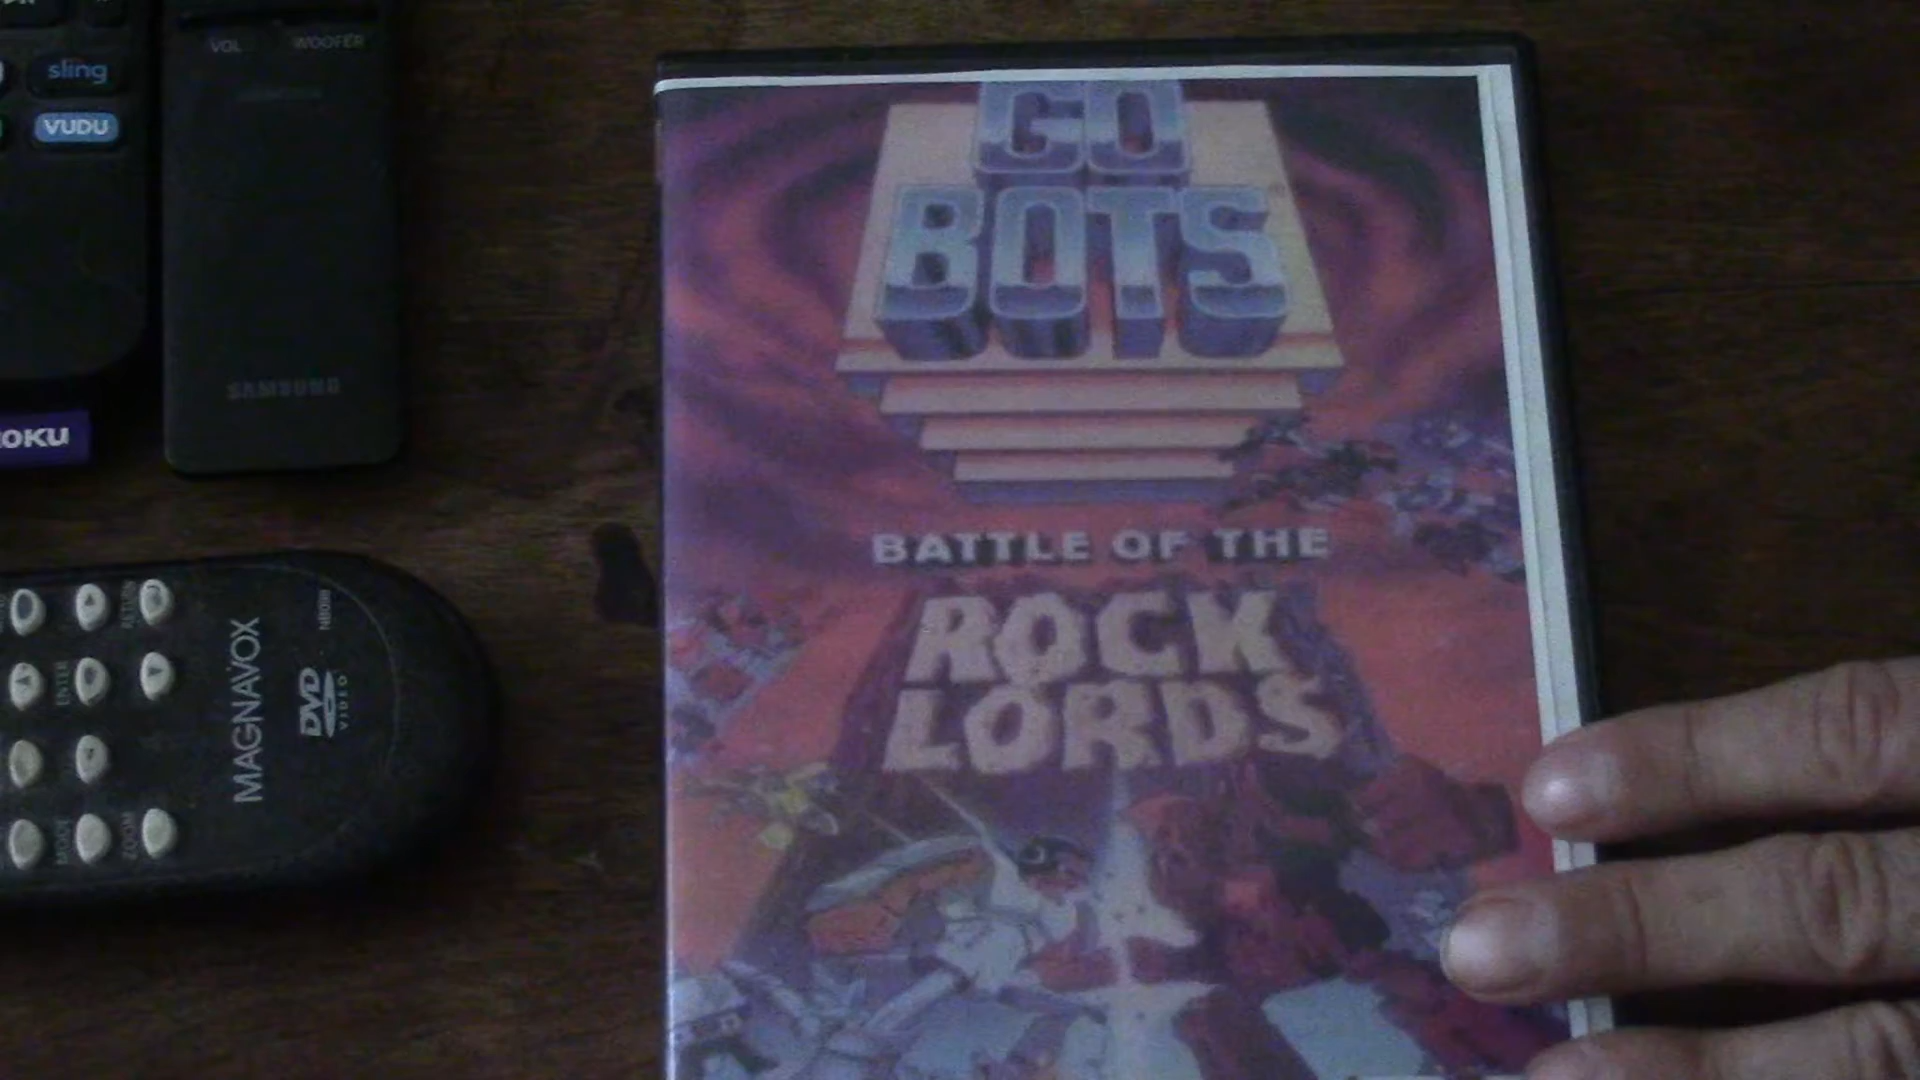 VOL WOOFER
sling
VUDU
SAMSUNG
ROKU
GO
BOTS®
BATTLE OF THE
ROCK
LORDS
RETURN
ENTER
MODE
ZOOM
MAGNAVOX
DVD
VIDEO